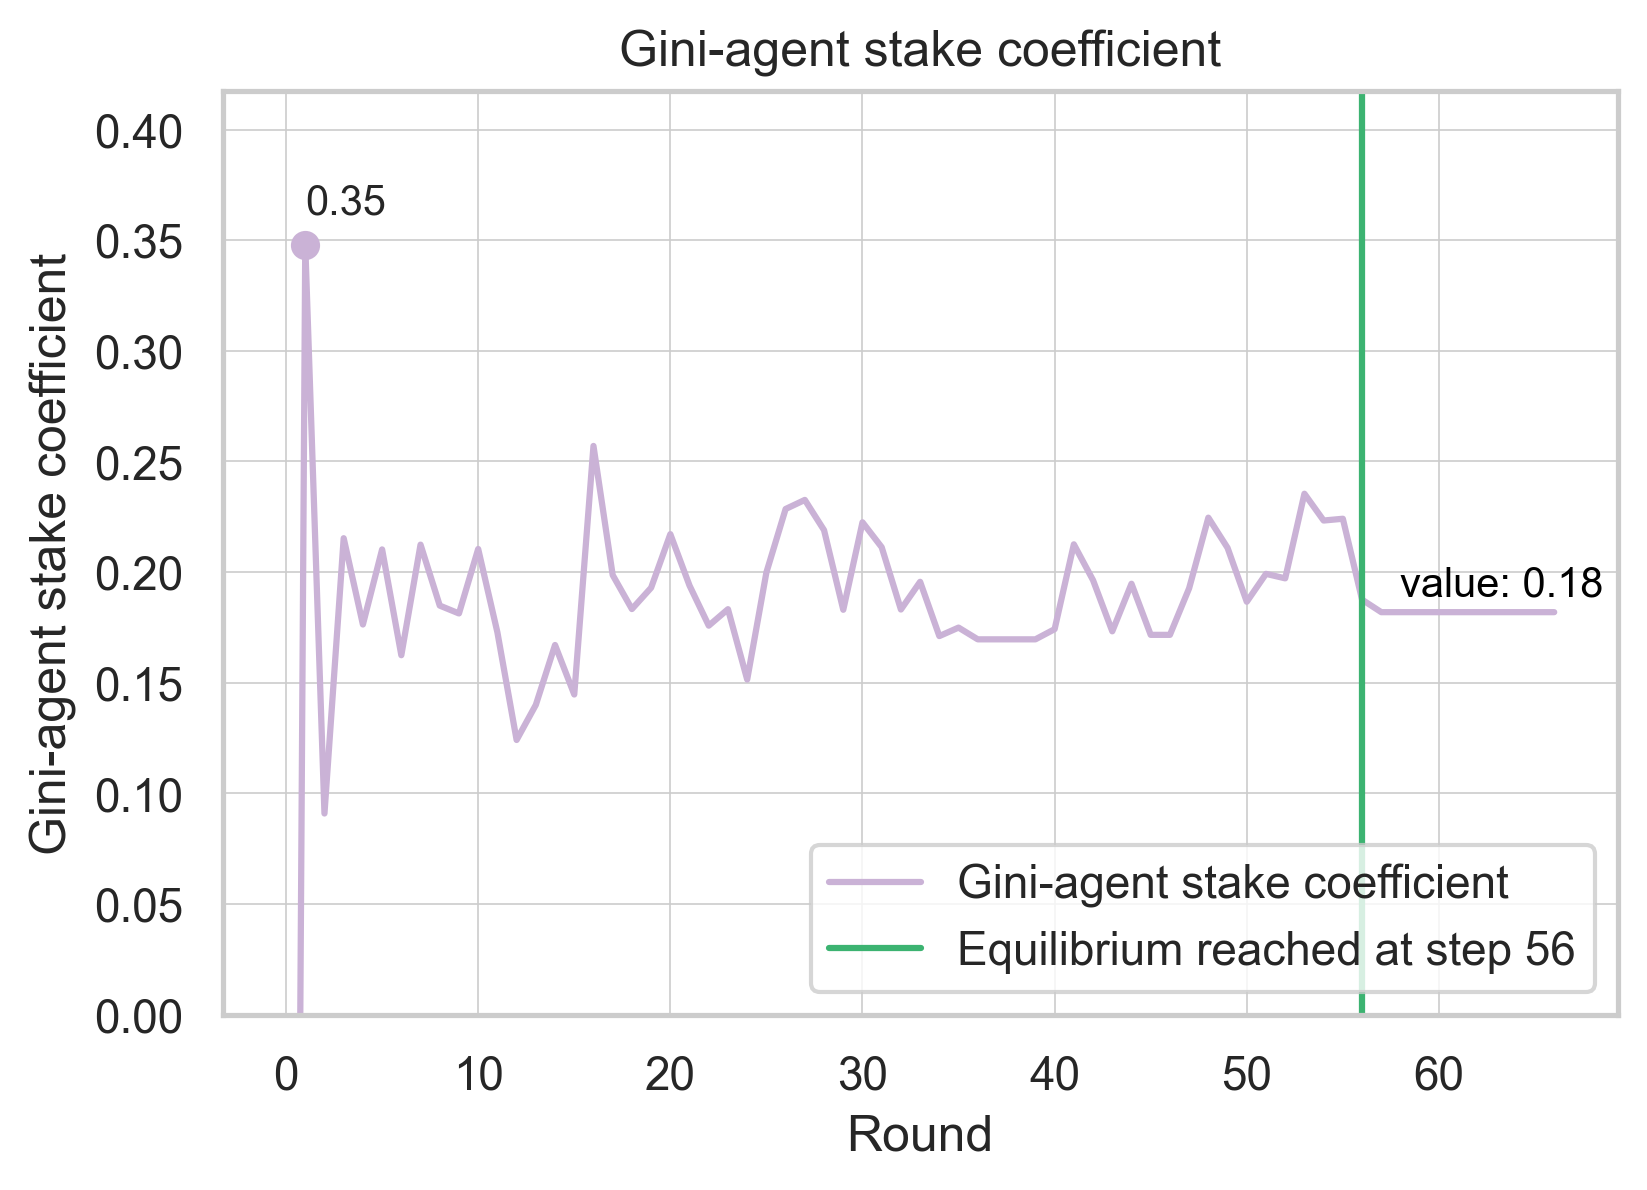 Gini-agent stake coefficient
Gini-agent stake coefficient
0.40
0.35
0.30
0.25
0.20
0.15
0.10
0.05
0.00
0.35
value: 0.18
Gini-agent stake coefficient
Equilibrium reached at step 56
0 10 20 30 40 50 60
Round